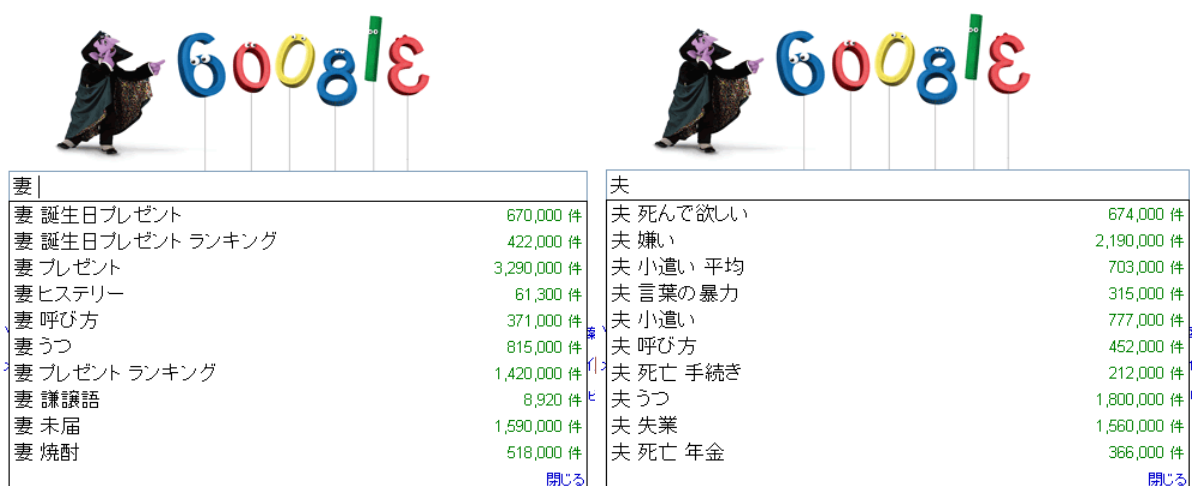 Google
妻
妻 誕生日プレゼント 670,000 件
妻 誕生日プレゼント ランキング 422,000 件
妻 プレゼント 3,290,000 件
妻 ヒステリー 61,300 件
妻 呼び方 371,000 件
妻 うつ 815,000 件
妻 プレゼント ランキング 1,420,000 件
妻 謙譲語 8,920 件
妻 未届 1,590,000 件
妻 焼酎 518,000 件
閉じる
Google
夫
夫 死んで欲しい 674,000 件
夫 嫌い 2,190,000 件
夫 小遣い 平均 703,000 件
夫 言葉の暴力 315,000 件
夫 小遣い 777,000 件
夫 呼び方 452,000 件
夫 死亡 手続き 212,000 件
夫 うつ 1,800,000 件
夫 失業 1,560,000 件
夫 死亡 年金 366,000 件
閉じる